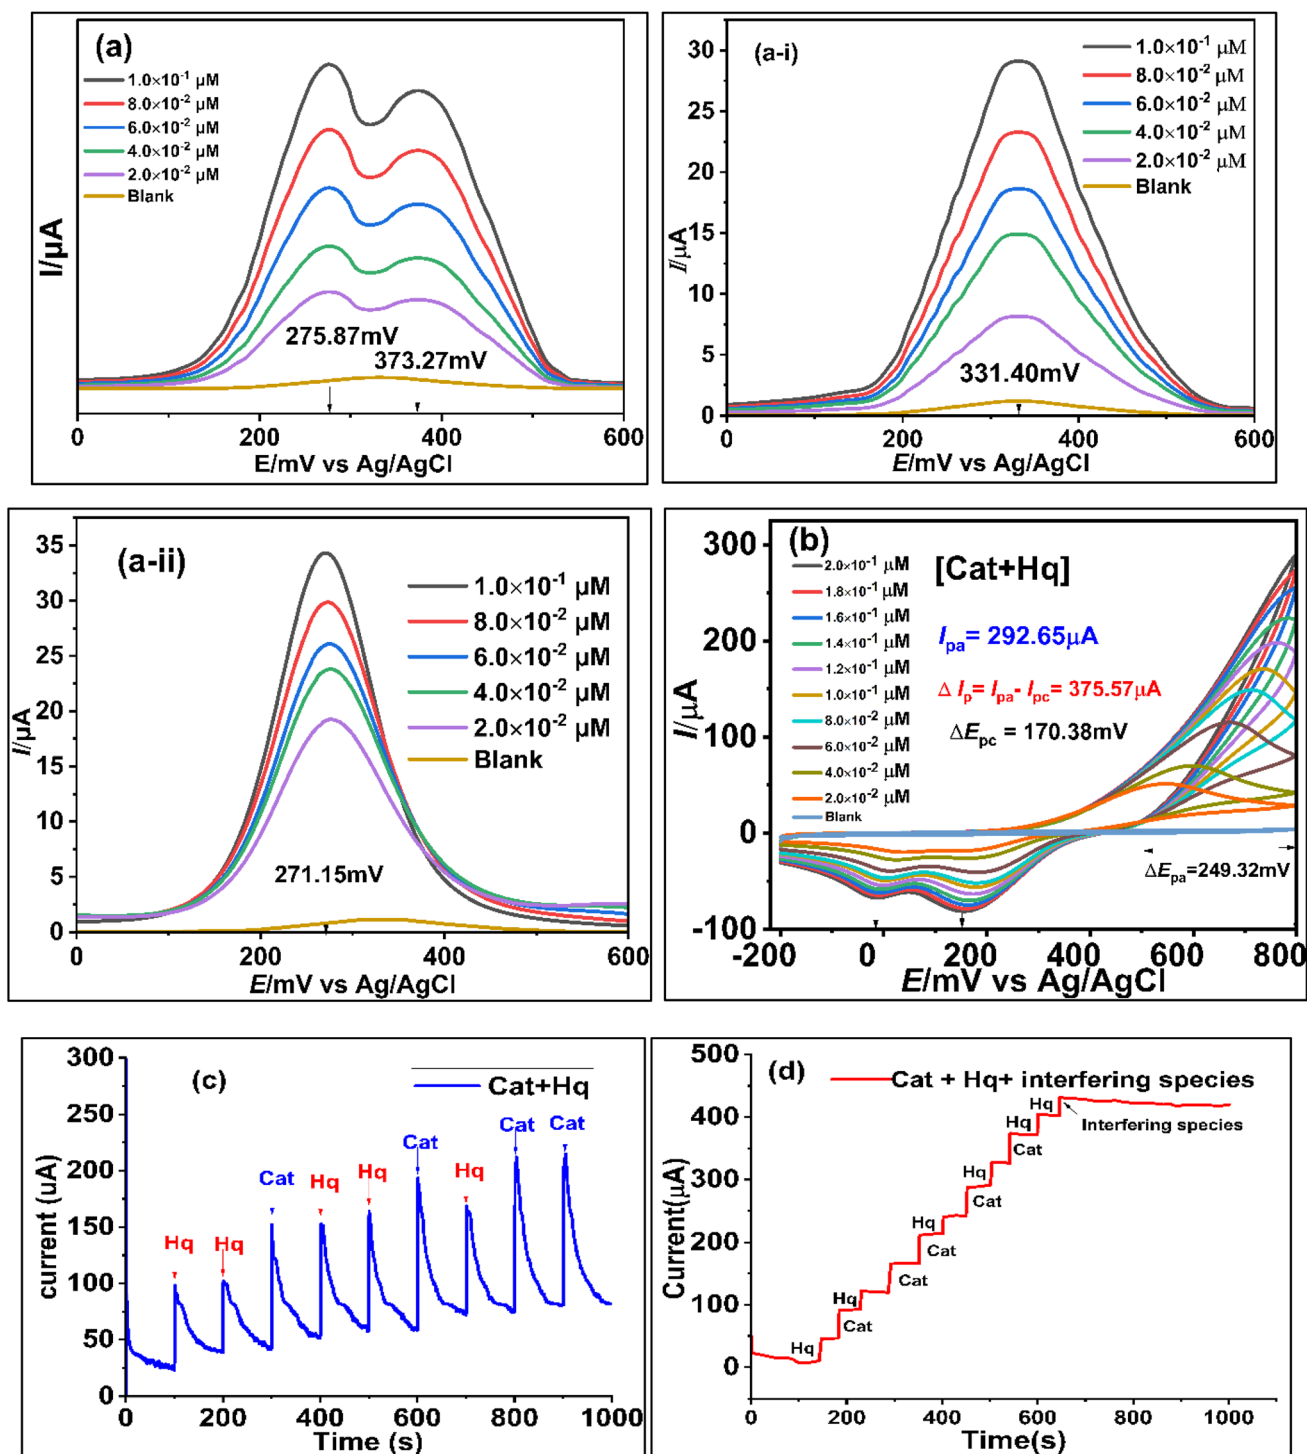 (a)
1.0×10⁻¹ µM
8.0×10⁻² µM
6.0×10⁻² µM
4.0×10⁻² µM
2.0×10⁻² µM
Blank
I/µA
275.87mV
373.27mV
0 200 400 600
E/mV vs Ag/AgCl
(a-i)
1.0×10⁻¹ µM
8.0×10⁻² µM
6.0×10⁻² µM
4.0×10⁻² µM
2.0×10⁻² µM
Blank
30
25
20
15
10
5
0
I/µA
331.40mV
0 200 400 600
E/mV vs Ag/AgCl
(a-ii)
1.0×10⁻¹ µM
8.0×10⁻² µM
6.0×10⁻² µM
4.0×10⁻² µM
2.0×10⁻² µM
Blank
35
30
25
20
15
10
5
0
I/µA
271.15mV
0 200 400 600
E/mV vs Ag/AgCl
(b)
2.0×10⁻¹ µM
1.8×10⁻¹ µM
1.6×10⁻¹ µM
1.4×10⁻¹ µM
1.2×10⁻¹ µM
1.0×10⁻¹ µM
8.0×10⁻² µM
6.0×10⁻² µM
4.0×10⁻² µM
2.0×10⁻² µM
Blank
[Cat+Hq]
Ipa= 292.65µA
Δ Ip= Ipa- Ipc= 375.57µA
ΔEpc = 170.38mV
ΔEpa=249.32mV
300
200
100
0
-100
I/µA
-200 0 200 400 600 800
E/mV vs Ag/AgCl
(c)
Cat+Hq
300
250
200
150
100
50
0
current (uA)
Hq Hq Cat Hq Hq Cat Hq Cat Cat
0 200 400 600 800 1000
Time (s)
(d)
Cat + Hq+ interfering species
500
400
300
200
100
0
Current(µA)
Hq
Hq
Cat
Interfering species
Hq
Cat
Hq
Cat
Hq
Cat
Hq
Cat
0 200 400 600 800 1000
Time(s)